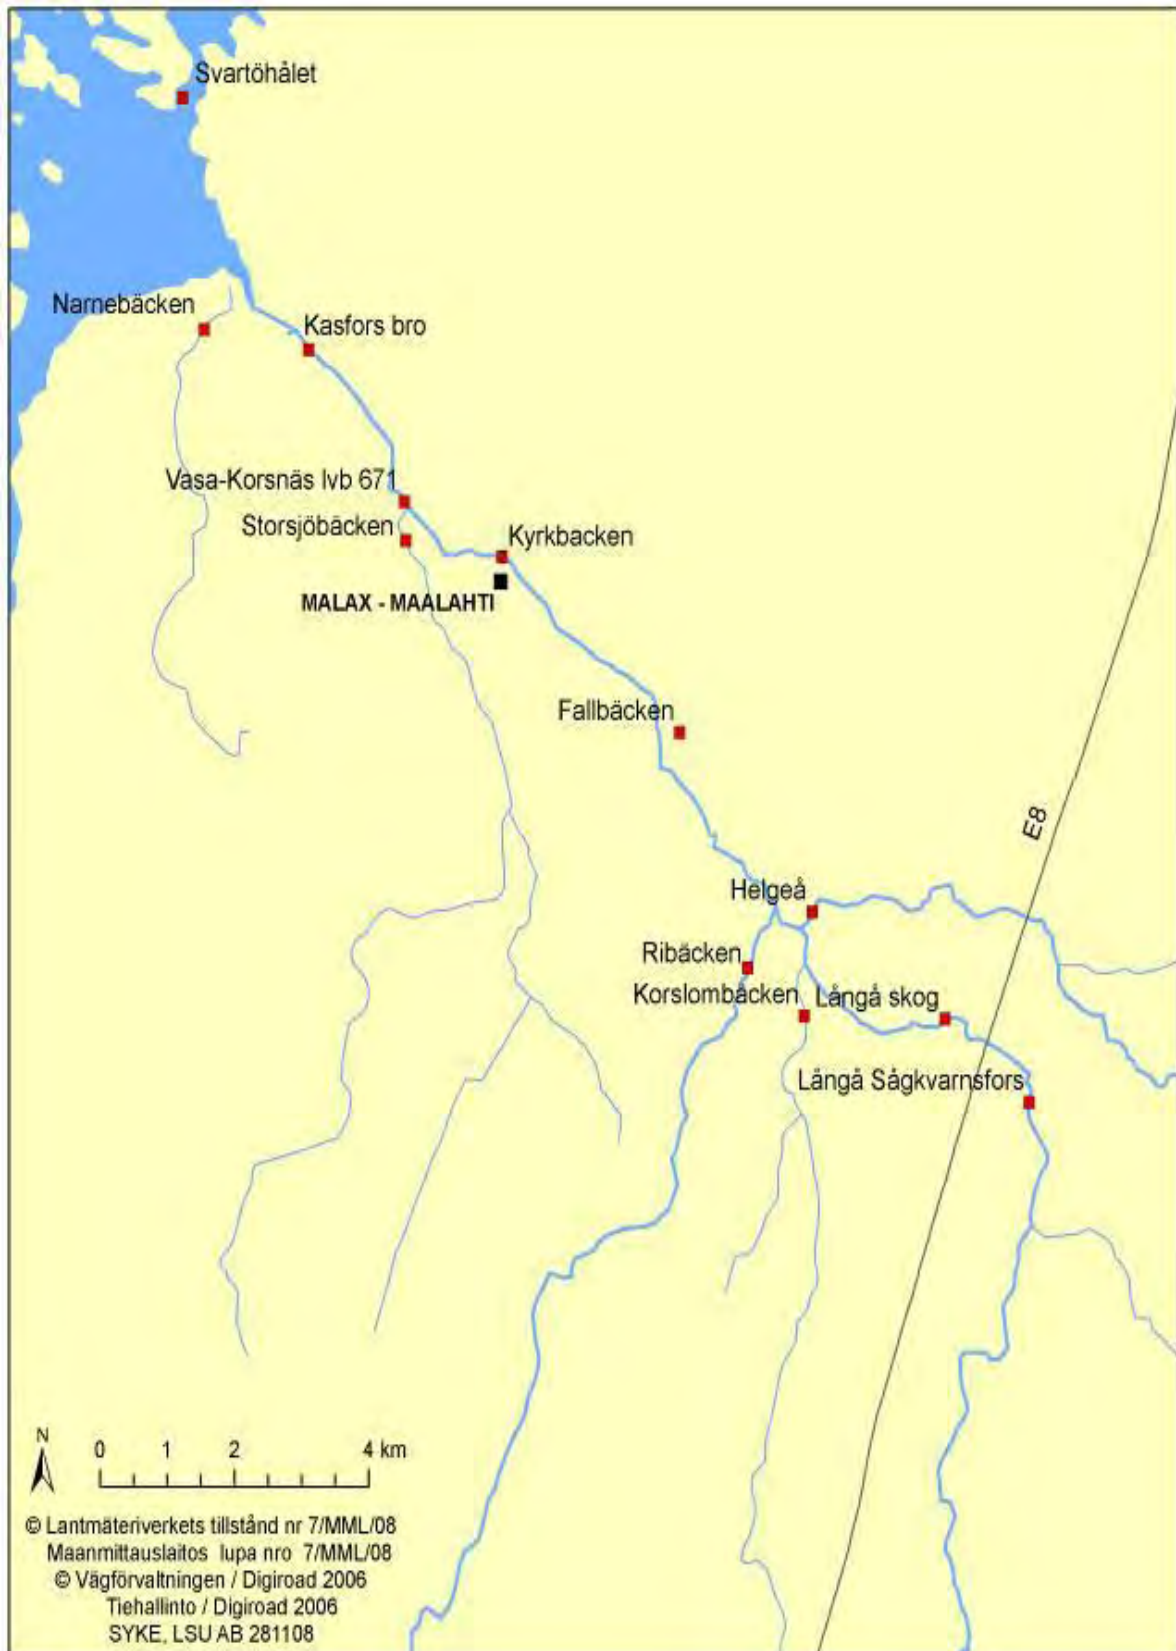 Svartöhålet
Narnebäcken
Kasfors bro
Vasa-Korsnäs lvb 671
Storsjöbäcken
Kyrkbacken
MALAX - MAALAHTI
Fallbäcken
E8
Helgeå
Ribäcken
Korslombäcken
Långå skog
Långå Sågkvarnsfors
N
0 1 2 4 km
© Lantmäteriverkets tillstånd nr 7/MML/08
Maanmittauslaitos lupa nro 7/MML/08
© Vägförvaltningen / Digiroad 2006
Tiehallinto / Digiroad 2006
SYKE, LSU AB 281108